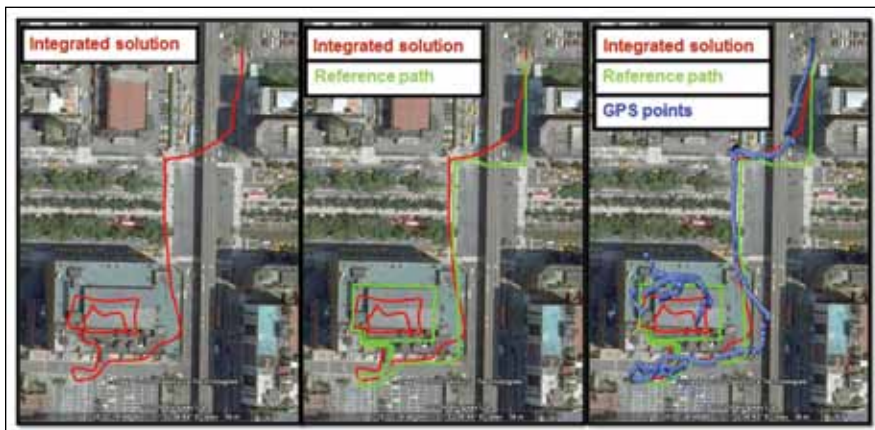 Integrated solution
Integrated solution
Reference path
Integrated solution
Reference path
GPS points